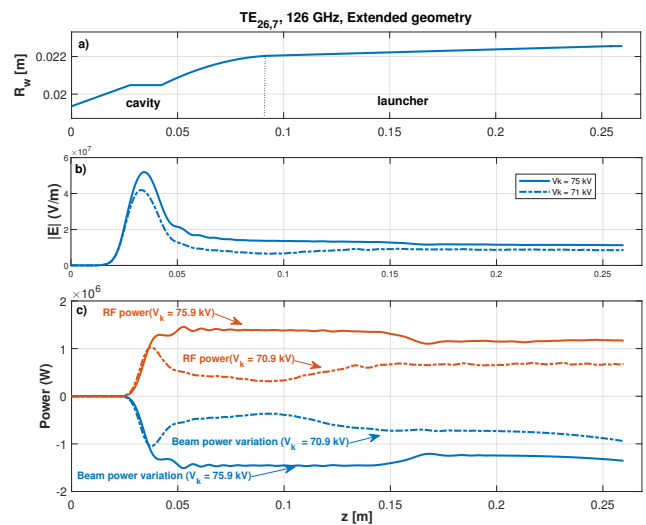 TE26,7, 126 GHz, Extended geometry
a)
0.022
0.02
Rw [m]
cavity
launcher
0 0.05 0.1 0.15 0.2 0.25
×10^7
b)
6
4
2
0
|E| (V/m)
Vk = 75 kV
Vk = 71 kV
0 0.05 0.1 0.15 0.2 0.25
×10^6
c)
2
1
0
-1
-2
Power (W)
RF power(Vk = 75.9 kV)
RF power(Vk = 70.9 kV)
Beam power variation (Vk = 70.9 kV)
Beam power variation (Vk = 75.9 kV)
0 0.05 0.1 0.15 0.2 0.25
z [m]